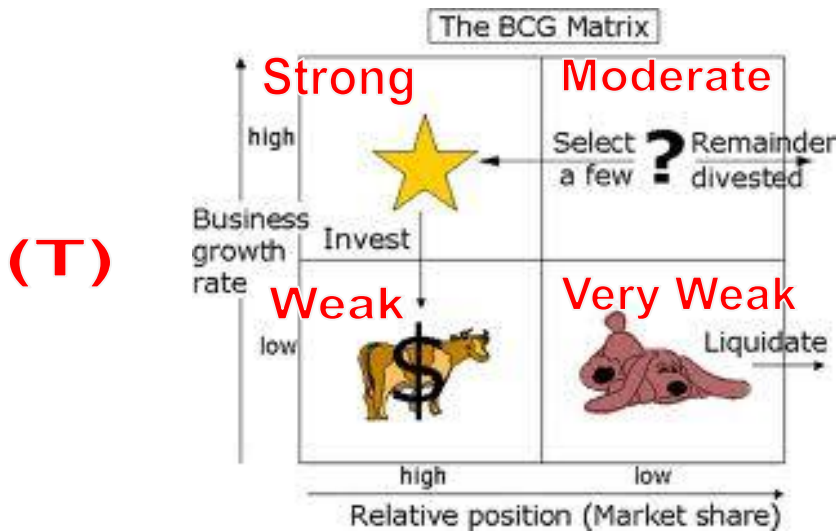 The BCG Matrix
Strong
Moderate
high
Select
a few
?
Remainder
divested
(T)
Business
growth
rate
Invest
Weak
Very Weak
low
$
Liquidate
high
low
Relative position (Market share)